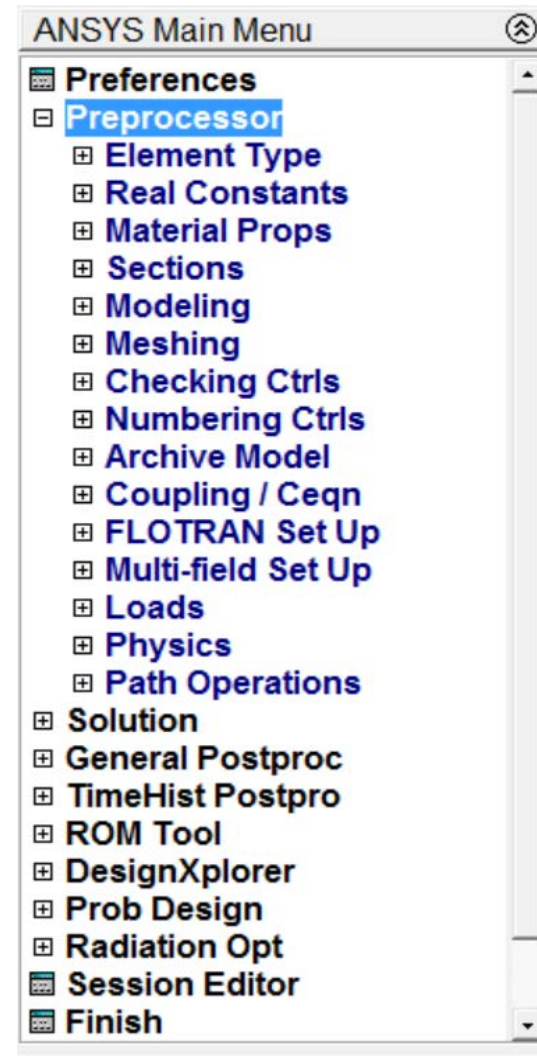 ANSYS Main Menu
Preferences
Preprocessor
Element Type
Real Constants
Material Props
Sections
Modeling
Meshing
Checking Ctrls
Numbering Ctrls
Archive Model
Coupling / Ceqn
FLOTRAN Set Up
Multi-field Set Up
Loads
Physics
Path Operations
Solution
General Postproc
TimeHist Postpro
ROM Tool
DesignXplorer
Prob Design
Radiation Opt
Session Editor
Finish